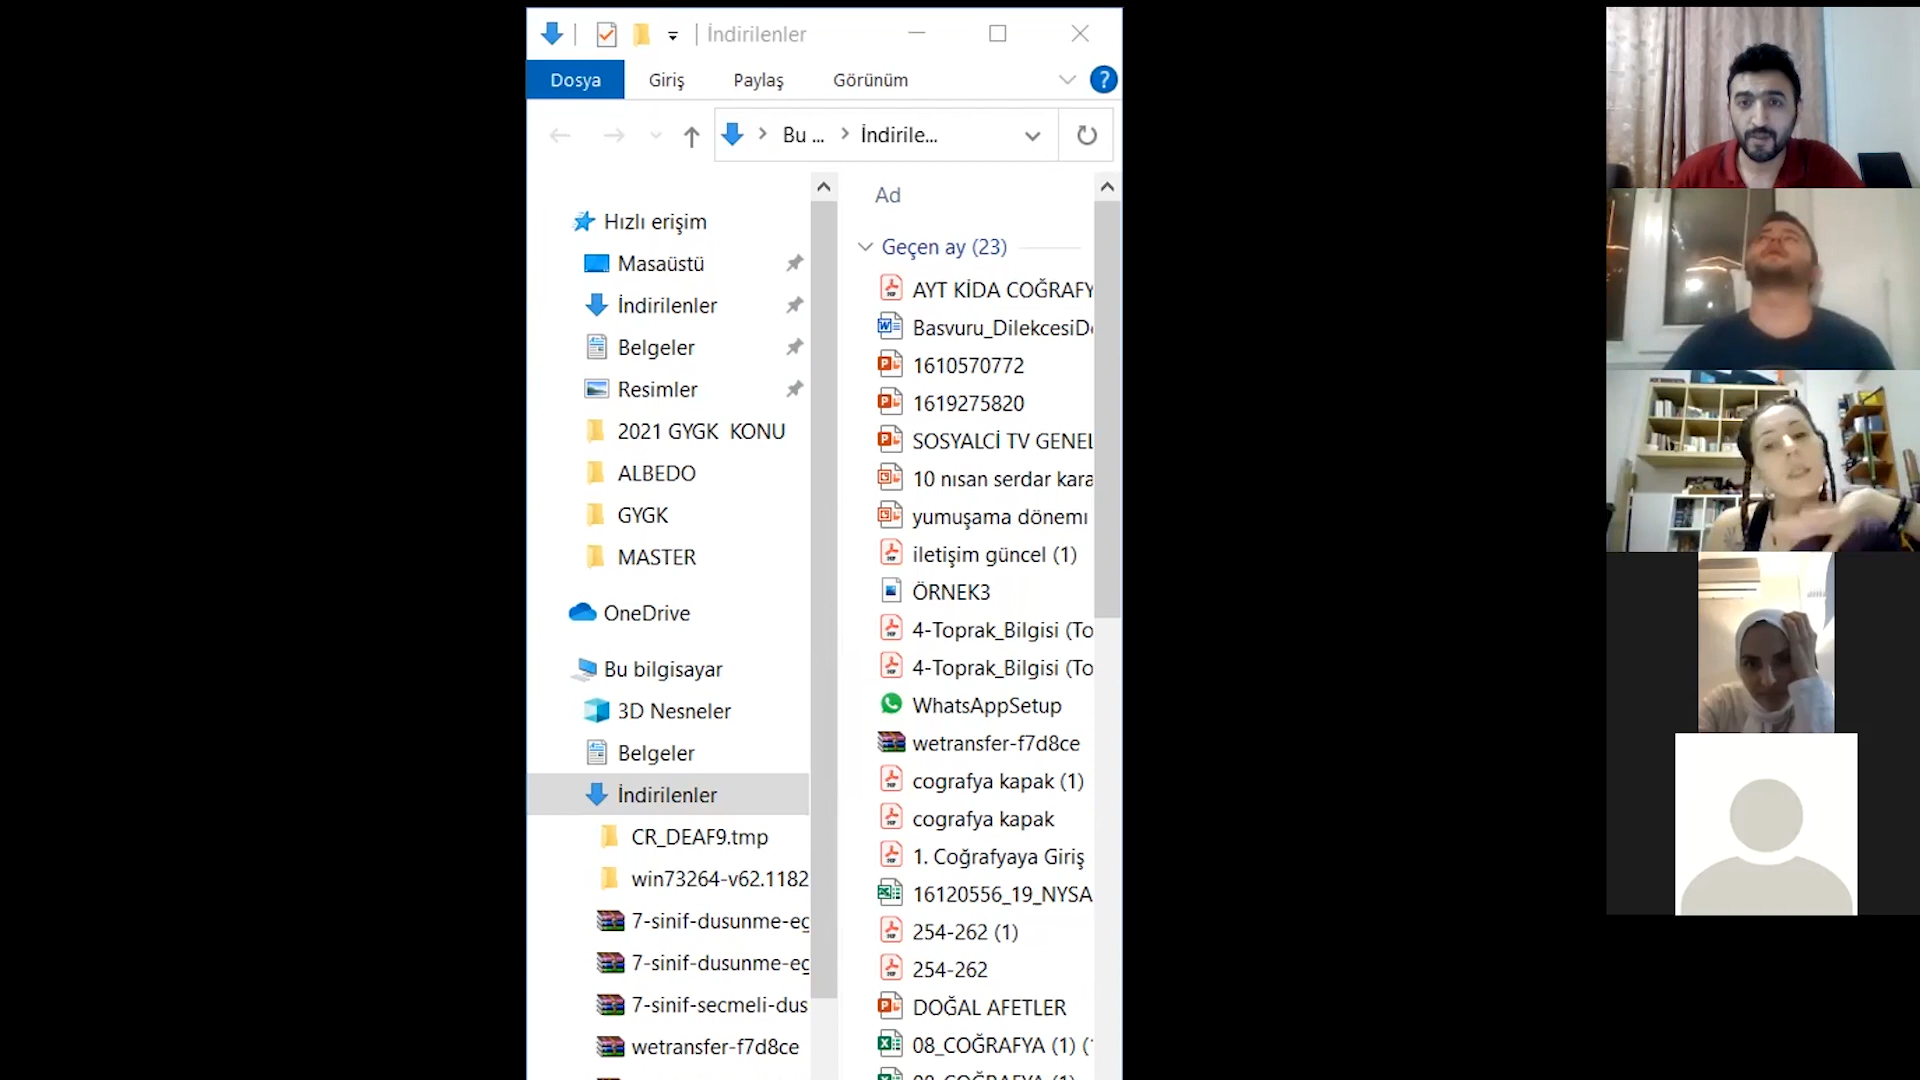 İndirilenler
Dosya
Giriş
Paylaş
Görünüm
?
Bu ...
İndirile...
Hızlı erişim
Masaüstü
İndirilenler
Belgeler
Resimler
2021 GYGK KONU
ALBEDO
GYGK
MASTER
OneDrive
Bu bilgisayar
3D Nesneler
Belgeler
İndirilenler
CR_DEAF9.tmp
win73264-v62.1182
7-sinif-dusunme-eg
7-sinif-dusunme-eg
7-sinif-secmeli-dus
wetransfer-f7d8ce
Ad
Geçen ay (23)
AYT KİDA COĞRAFY
Basvuru_DilekcesiDo
1610570772
1619275820
SOSYALCİ TV GENEL
10 nısan serdar kara
yumuşama dönemı
iletişim güncel (1)
ÖRNEK3
4-Toprak_Bilgisi (To
4-Toprak_Bilgisi (To
WhatsAppSetup
wetransfer-f7d8ce
cografya kapak (1)
cografya kapak
1. Coğrafyaya Giriş
16120556_19_NYSA
254-262 (1)
254-262
DOĞAL AFETLER
08_COĞRAFYA (1) (